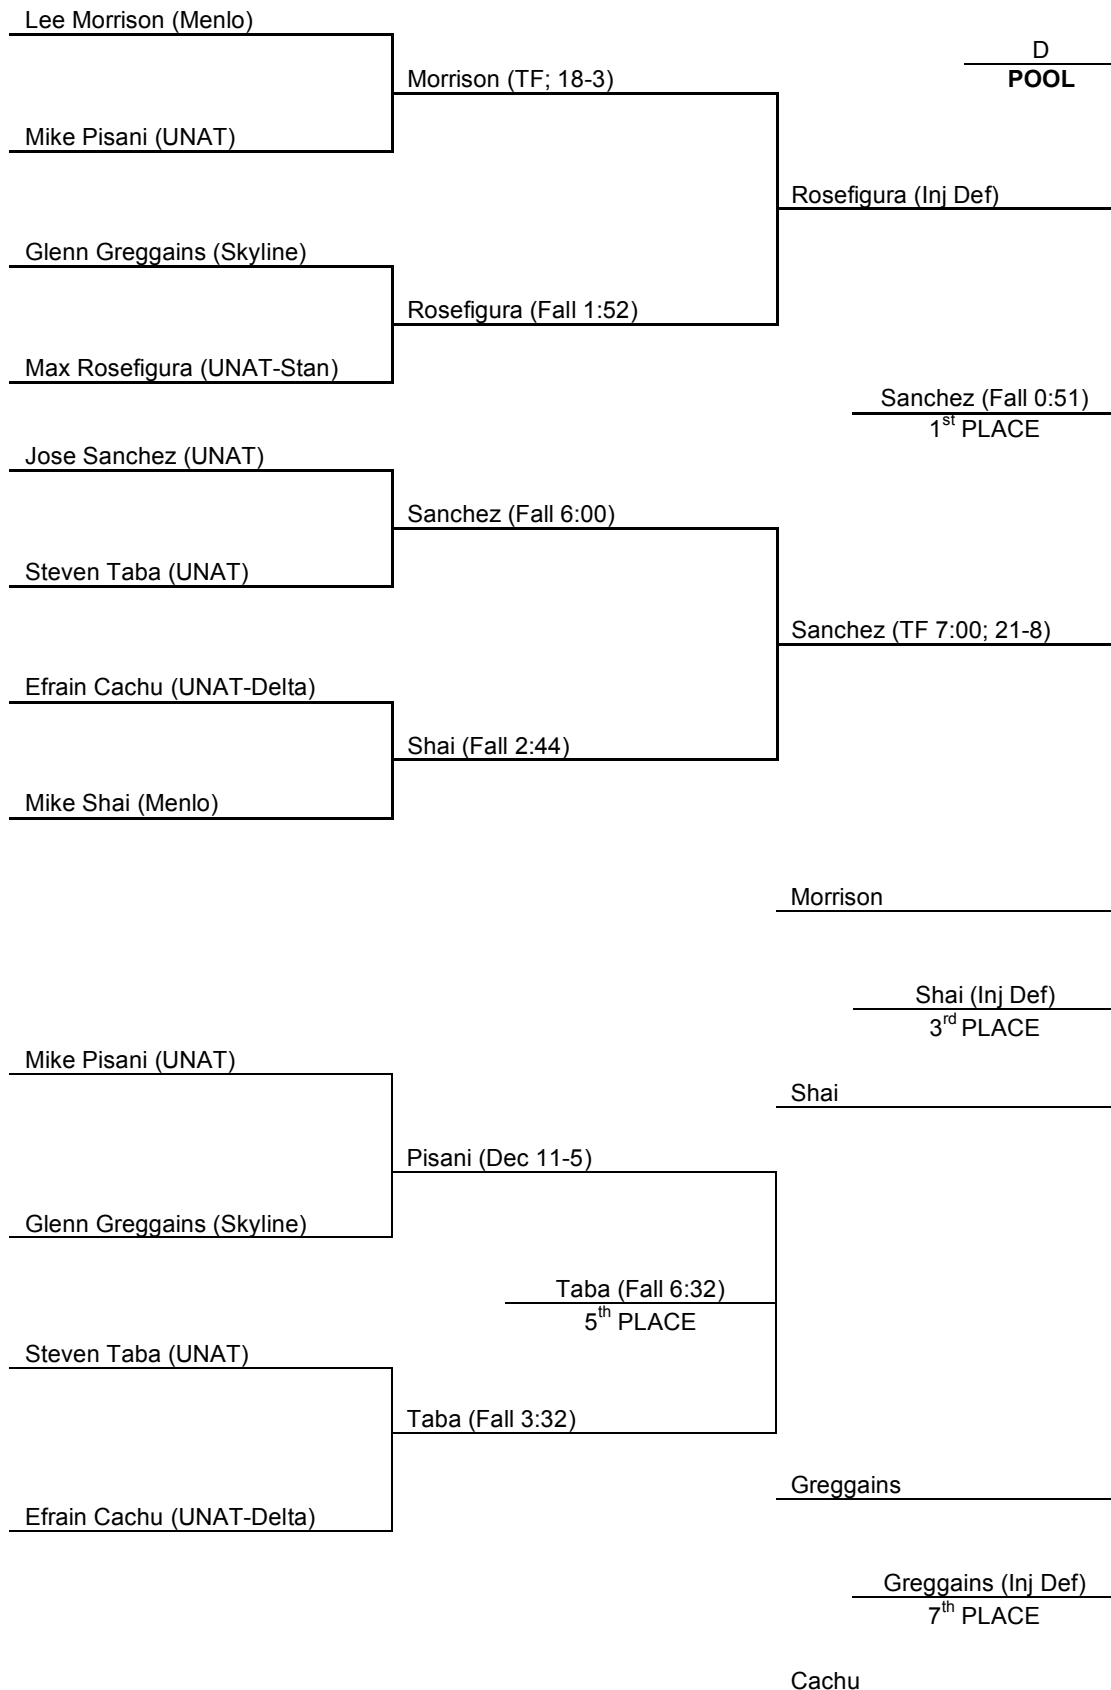 Lee Morrison (Menlo)
D
POOL
Morrison (TF; 18-3)
Mike Pisani (UNAT)
Rosefigura (Inj Def)
Glenn Greggains (Skyline)
Rosefigura (Fall 1:52)
Max Rosefigura (UNAT-Stan)
Sanchez (Fall 0:51)
1st PLACE
Jose Sanchez (UNAT)
Sanchez (Fall 6:00)
Steven Taba (UNAT)
Sanchez (TF 7:00; 21-8)
Efrain Cachu (UNAT-Delta)
Shai (Fall 2:44)
Mike Shai (Menlo)
Morrison
Shai (Inj Def)
3rd PLACE
Mike Pisani (UNAT)
Shai
Pisani (Dec 11-5)
Glenn Greggains (Skyline)
Taba (Fall 6:32)
5th PLACE
Steven Taba (UNAT)
Taba (Fall 3:32)
Greggains
Efrain Cachu (UNAT-Delta)
Greggains (Inj Def)
7th PLACE
Cachu